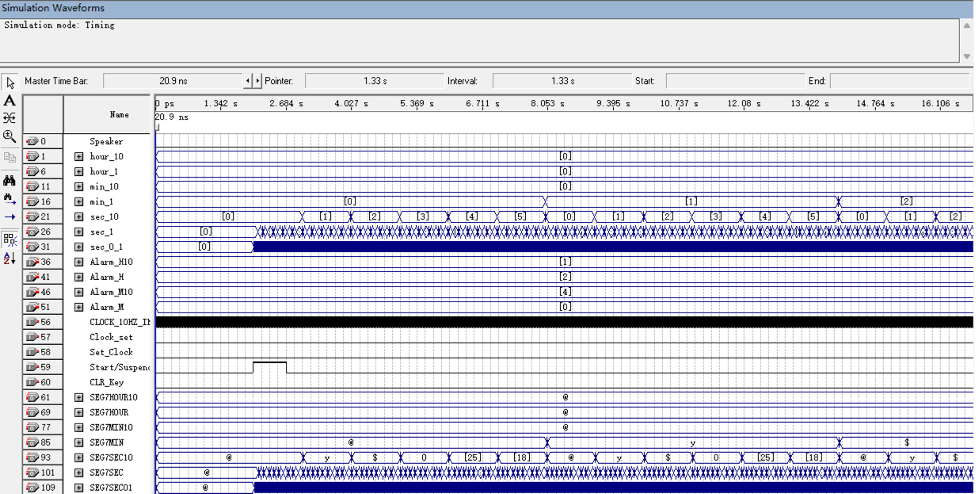 Simulation Waveforms
Simulation mode: Timing
Master Time Bar: 20.9 ns Pointer: 1.33 s Interval: 1.33 s Start: End:
Name 0 ps 1.342 s 2.684 s 4.027 s 5.369 s 6.711 s 8.053 s 9.395 s 10.737 s 12.08 s 13.422 s 14.764 s 16.106 s
20.9 ns
0 Speaker
1 hour_10 [0]
6 hour_1 [0]
11 min_10 [0]
16 min_1 [0] [1] [2]
21 sec_10 [0] [1] [2] [3] [4] [5] [0] [1] [2] [3] [4] [5] [0] [1] [2]
26 sec_1 [0]
31 sec_0_1 [0]
36 Alarm_H10 [1]
41 Alarm_H [2]
46 Alarm_M10 [4]
51 Alarm_M [0]
56 CLOCK_10HZ_IN
57 Clock_set
58 Set_Clock
59 Start/Suspend
60 CLR_Key
61 SEG7HOUR10 @
69 SEG7HOUR @
77 SEG7MIN10 @
85 SEG7MIN @ y $
93 SEG7SEC10 @ y $ 0 [25] [18] @ y $ 0 [25] [18] @ y $
101 SEG7SEC @
109 SEG7SEC01 @